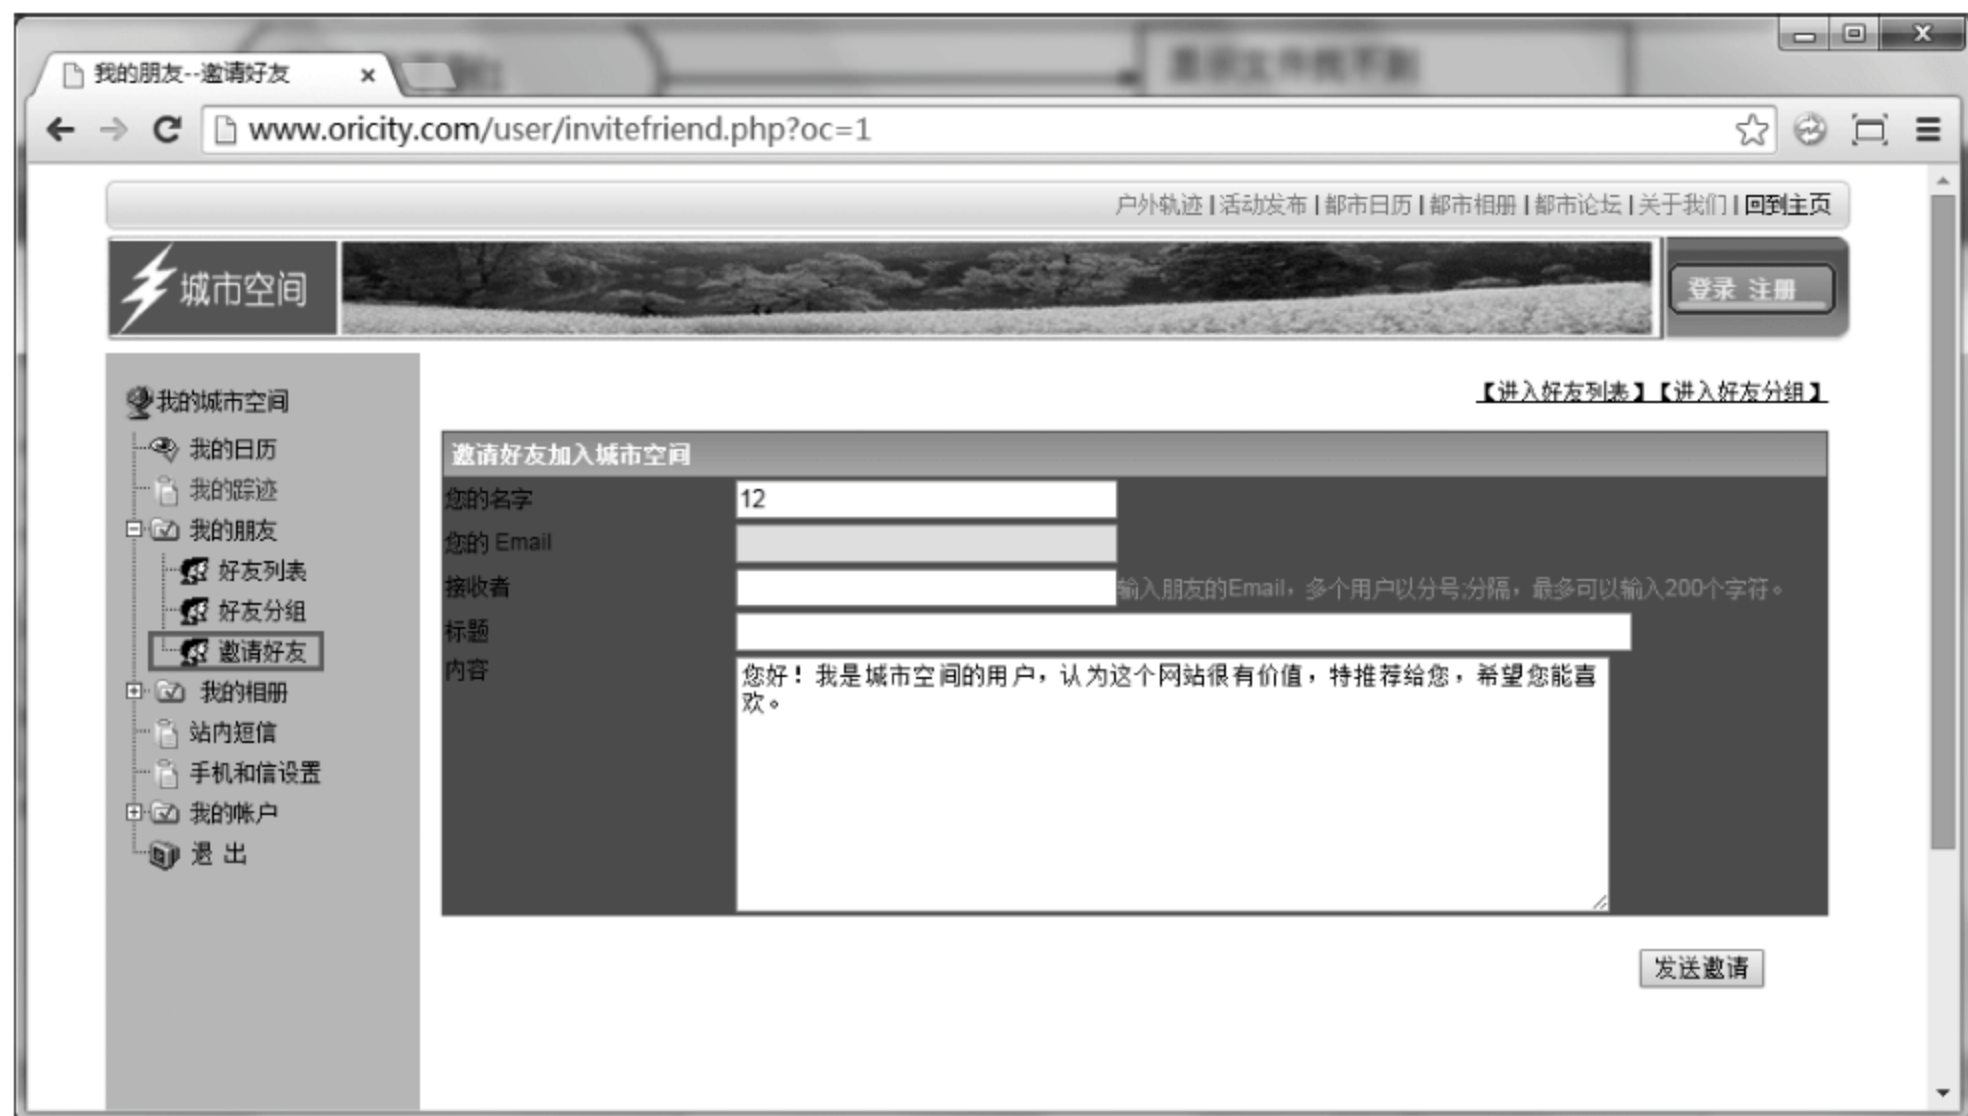 我的朋友--邀请好友
www.oricity.com/user/invitefriend.php?oc=1
户外轨迹 | 活动发布 | 都市日历 | 都市相册 | 都市论坛 | 关于我们 | 回到主页
城市空间
登录 注册
【进入好友列表】【进入好友分组】
我的城市空间
我的日历
我的踪迹
我的朋友
好友列表
好友分组
邀请好友
我的相册
站内短信
手机和信设置
我的帐户
退 出
邀请好友加入城市空间
您的名字 12
您的 Email
接收者 输入朋友的Email，多个用户以分号;分隔，最多可以输入200个字符。
标题
内容 您好！我是城市空间的用户，认为这个网站很有价值，特推荐给您，希望您能喜
欢。
发送邀请